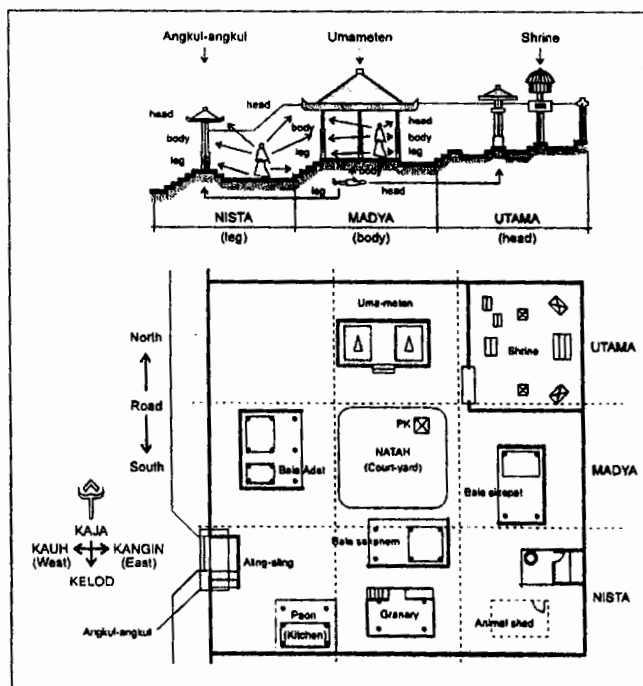 Angkul-angkul Umameten Shrine
head
head
body
leg
body
leg
head
body
leg
body
leg
head
NISTA
(leg)
MADYA
(body)
UTAMA
(head)
Uma-meten
Shrine
UTAMA
North
Road
South
PK
NATAH
(Court-yard)
Bale Adat
Bale sikepat
MADYA
KAJA
KAUH
(West)
KANGIN
(East)
KELOD
Aling-aling
Bale sakenem
Angkul-angkul
Paon
(Kitchen)
Granary
Animal shed
NISTA